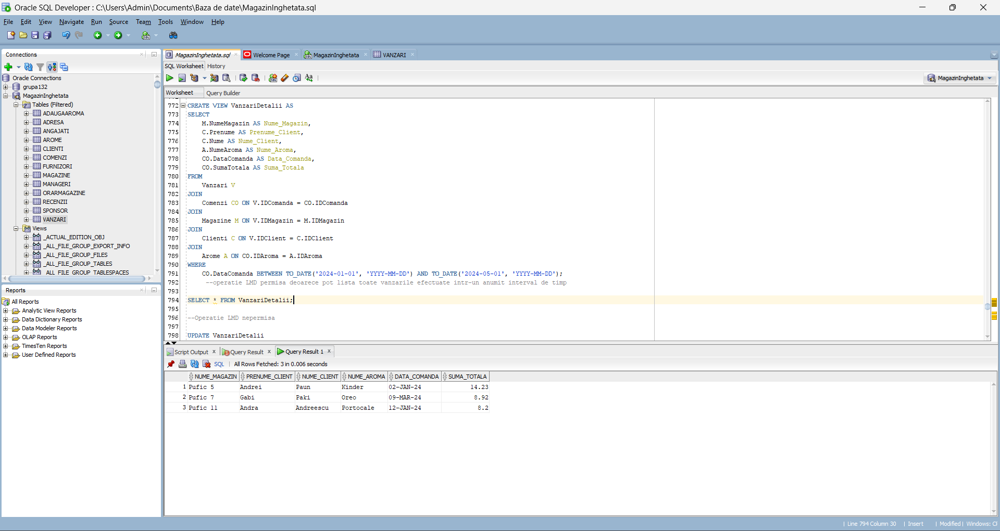 Oracle SQL Developer : C:\Users\Admin\Documents\Baza de date\MagazinInghetata.sql
File Edit View Navigate Run Source Team Tools Window Help
Connections
Oracle Connections
grupa132
MagazinInghetata
Tables (Filtered)
ADAUGAAROMA
ADRESA
ANGAJATI
AROME
CLIENTI
COMENZI
FURNIZORI
MAGAZINE
MANAGERI
ORARMAGAZINE
RECENZII
SPONSOR
VANZARI
Views
_ACTUAL_EDITION_OBJ
_ALL_FILE_GROUP_EXPORT_INFO
_ALL_FILE_GROUP_FILES
_ALL_FILE_GROUP_TABLES
_ALL_FILE_GROUP_TABLESPACES
Reports
All Reports
Analytic View Reports
Data Dictionary Reports
Data Modeler Reports
OLAP Reports
TimesTen Reports
User Defined Reports
MagazinInghetata.sql Welcome Page MagazinInghetata VANZARI
SQL Worksheet History
MagazinInghetata
Worksheet Query Builder
772 CREATE VIEW VanzariDetalii AS
773 SELECT
774 M.NumeMagazin AS Nume_Magazin,
775 C.Prenume AS Prenume_Client,
776 C.Nume AS Nume_Client,
777 A.NumeAroma AS Nume_Aroma,
778 CO.DataComanda AS Data_Comanda,
779 CO.SumaTotala AS Suma_Totala
780 FROM
781 Vanzari V
782 JOIN
783 Comenzi CO ON V.IDComanda = CO.IDComanda
784 JOIN
785 Magazine M ON V.IDMagazin = M.IDMagazin
786 JOIN
787 Clienti C ON V.IDClient = C.IDClient
788 JOIN
789 Arome A ON CO.IDAroma = A.IDAroma
790 WHERE
791 CO.DataComanda BETWEEN TO_DATE('2024-01-01', 'YYYY-MM-DD') AND TO_DATE('2024-05-01', 'YYYY-MM-DD');
792 --operatie LMD permisa deoarece pot lista toate vanzarile efectuate intr-un anumit interval de timp
793
794 SELECT * FROM VanzariDetalii;
795
796 --Operatie LMD nepermisa
797
798 UPDATE VanzariDetalii
Script Output Query Result Query Result 1
SQL All Rows Fetched: 3 in 0.006 seconds
NUME_MAGAZIN PRENUME_CLIENT NUME_CLIENT NUME_AROMA DATA_COMANDA SUMA_TOTALA
1 Pufic 5 Andrei Paun Kinder 02-JAN-24 14.23
2 Pufic 7 Gabi Paki Oreo 09-MAR-24 8.92
3 Pufic 11 Andra Andreescu Portocale 12-JAN-24 8.2
Line 794 Column 30 Insert Modified Windows: